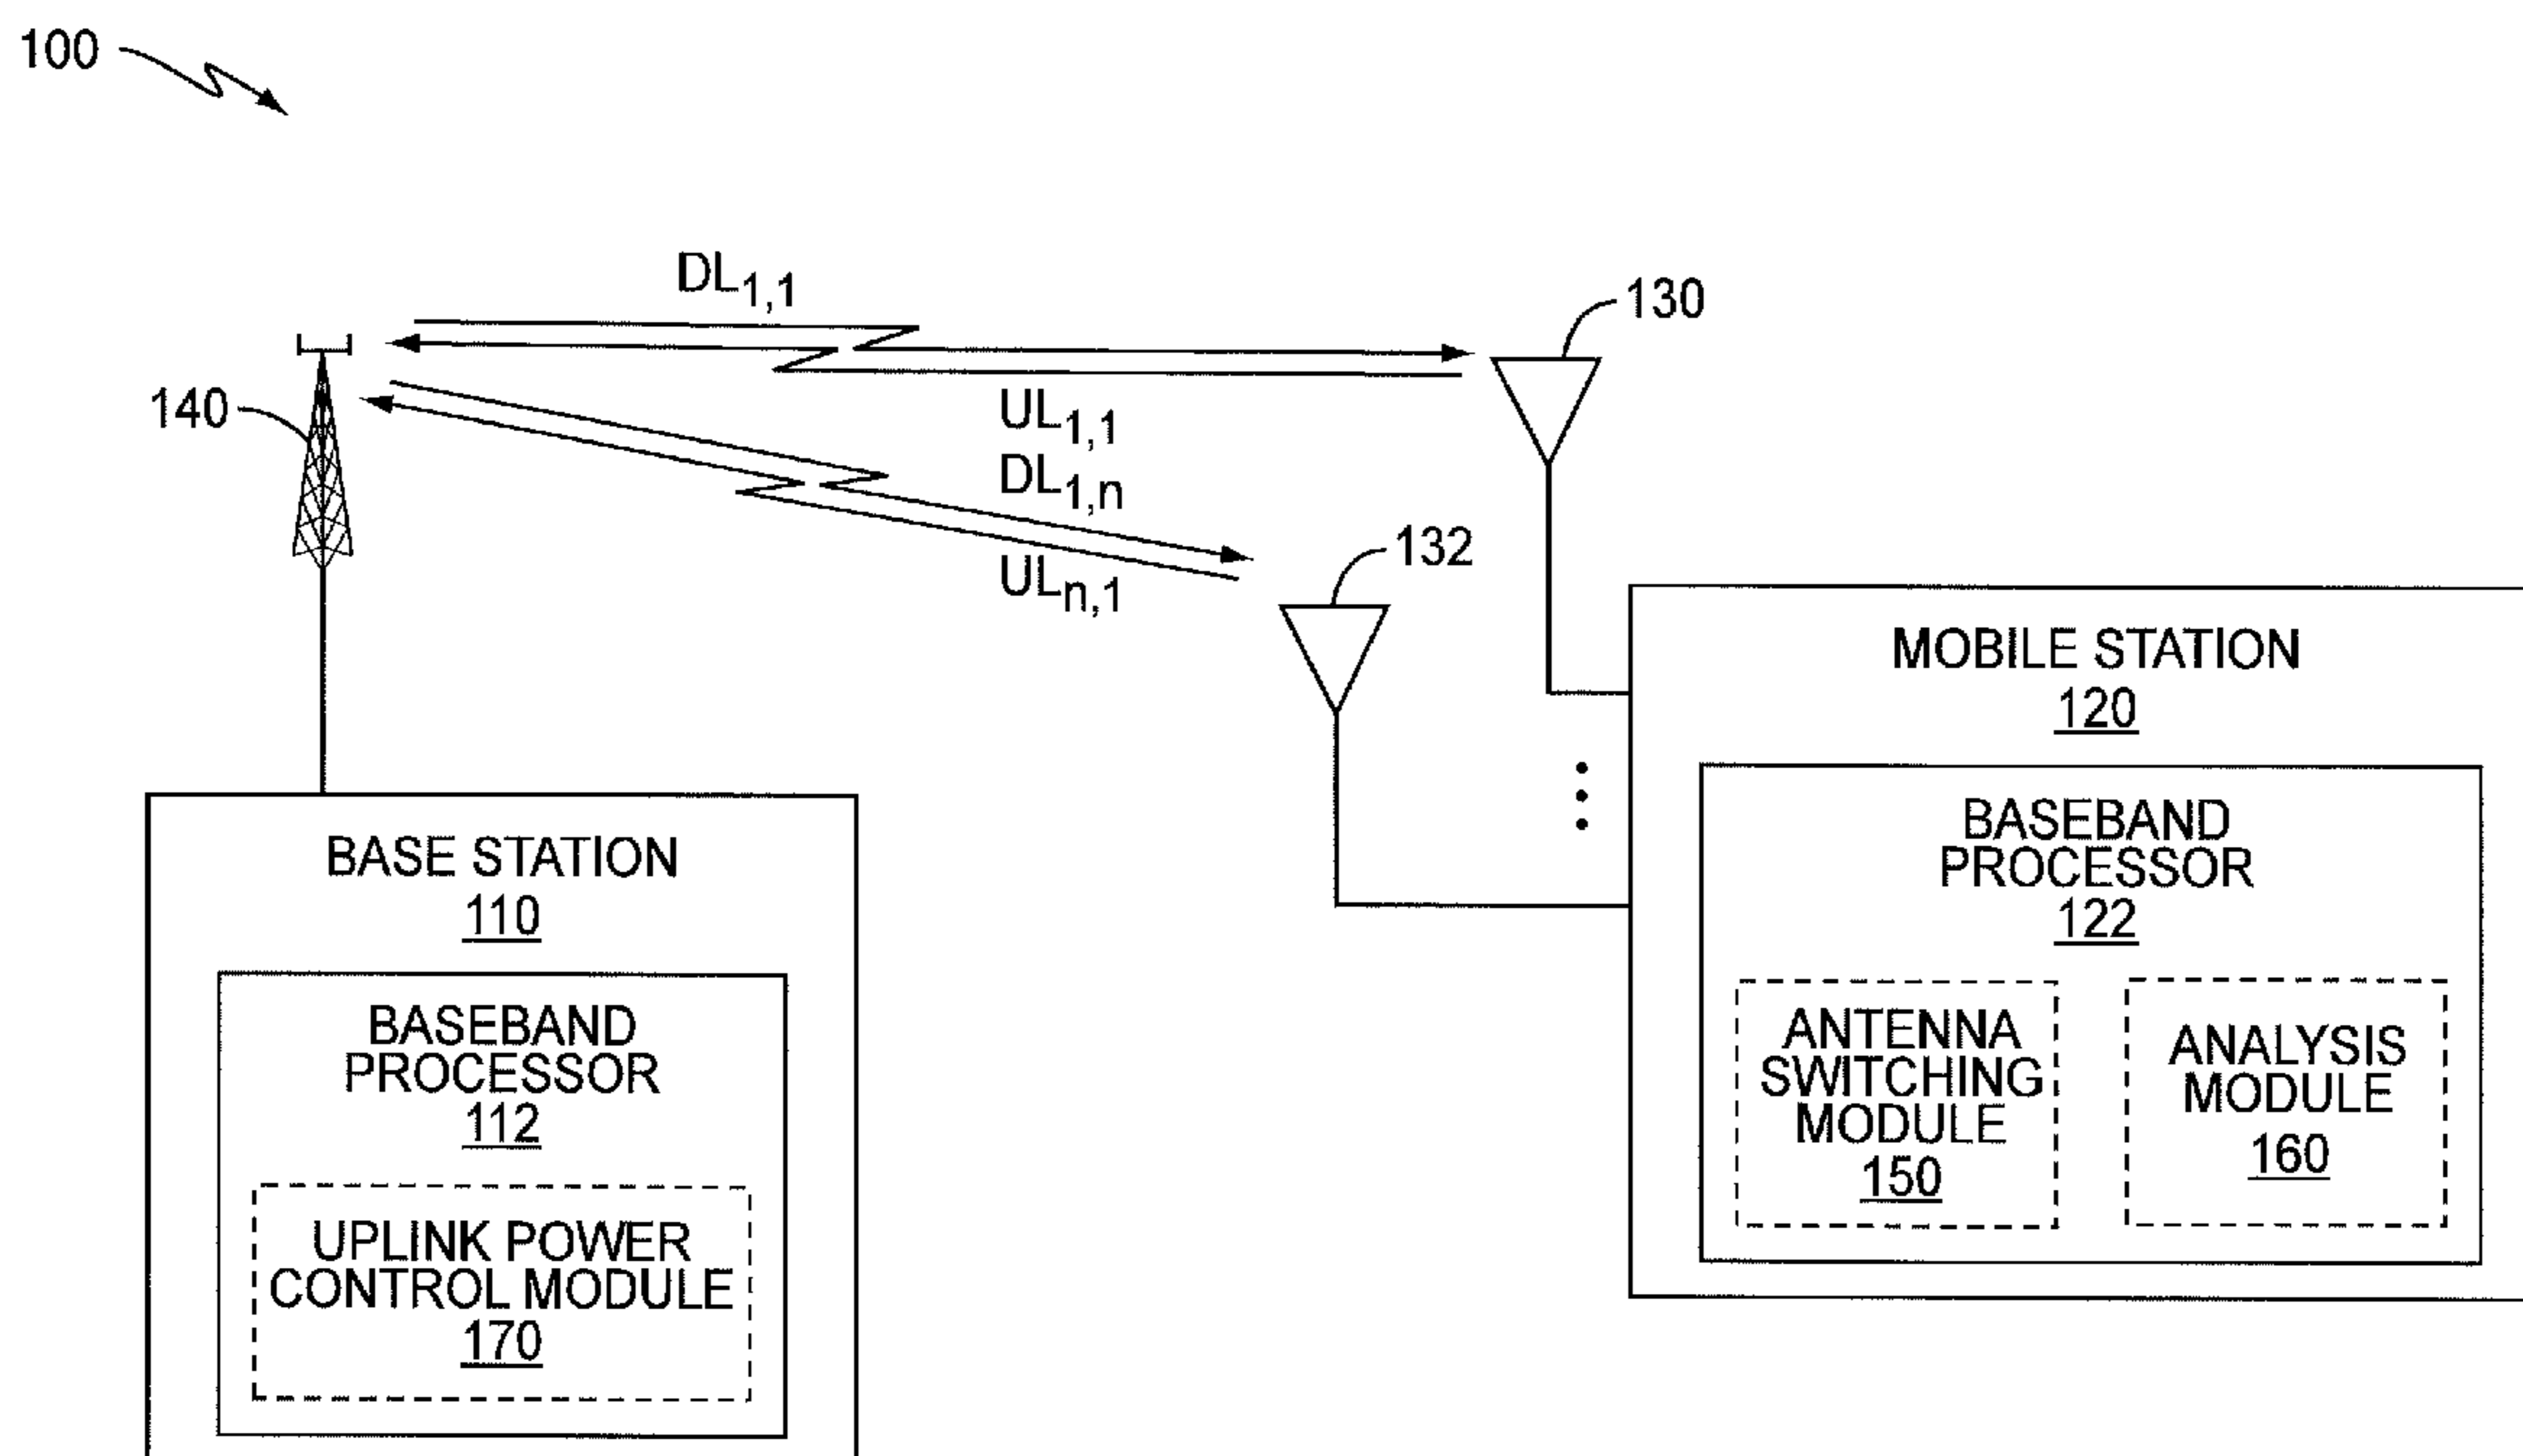 100
DL1,1
130
140
UL1,1
DL1,n
132
ULn,1
MOBILE STATION
120
BASEBAND
PROCESSOR
122
ANTENNA
SWITCHING
MODULE
150
ANALYSIS
MODULE
160
BASE STATION
110
BASEBAND
PROCESSOR
112
UPLINK POWER
CONTROL MODULE
170